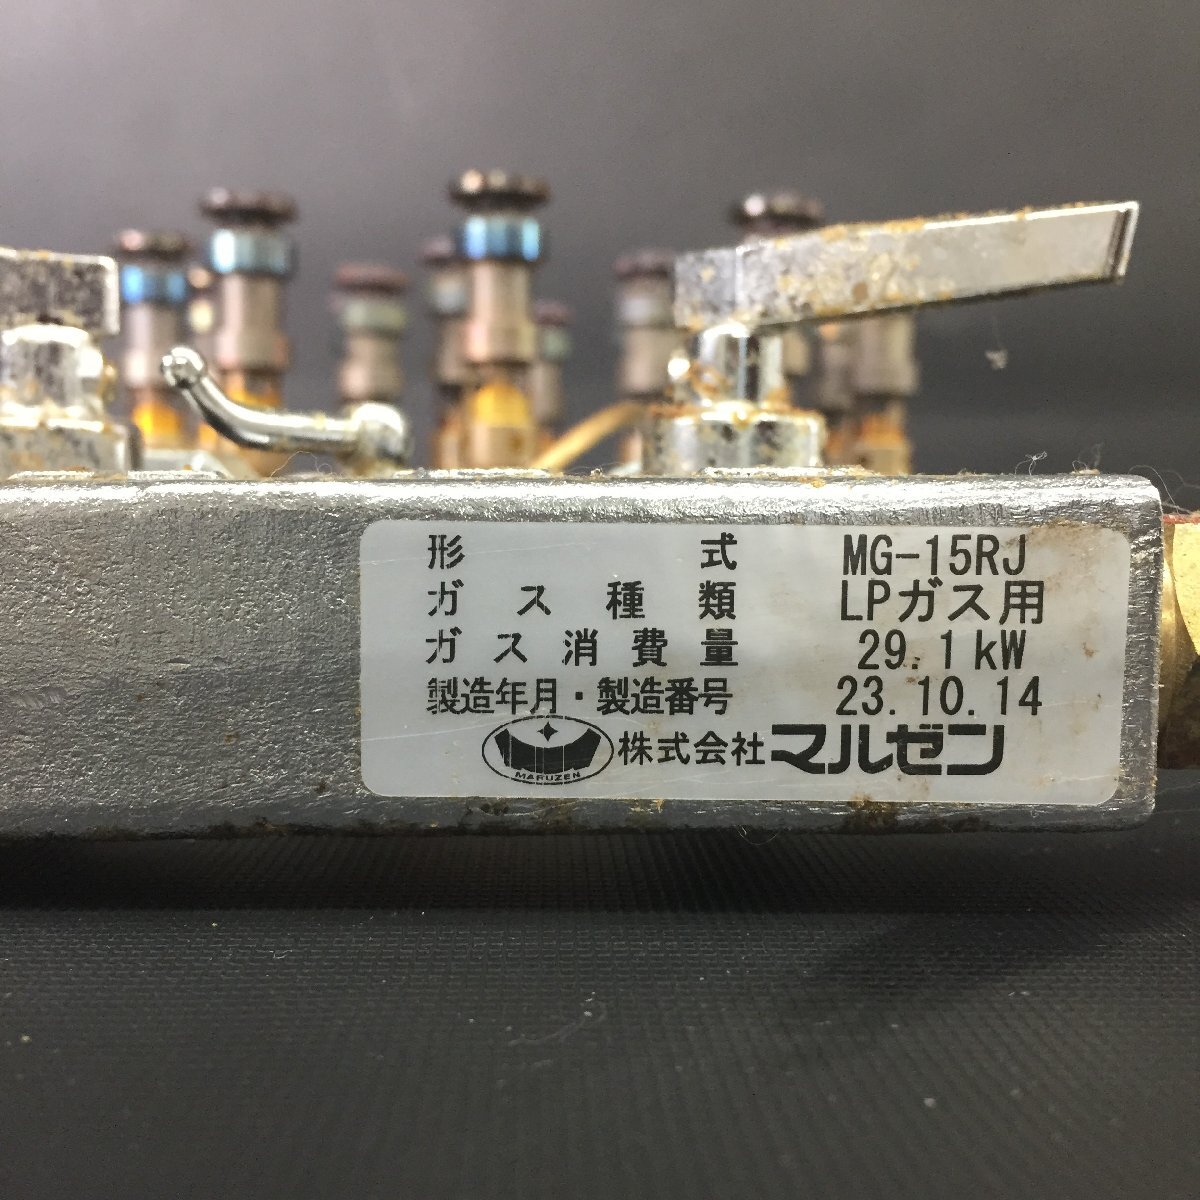 形式 MG-15RJ
ガス種類 LPガス用
ガス消費量 29.1kW
製造年月・製造番号 23.10.14
MARUZEN 株式会社マルゼン